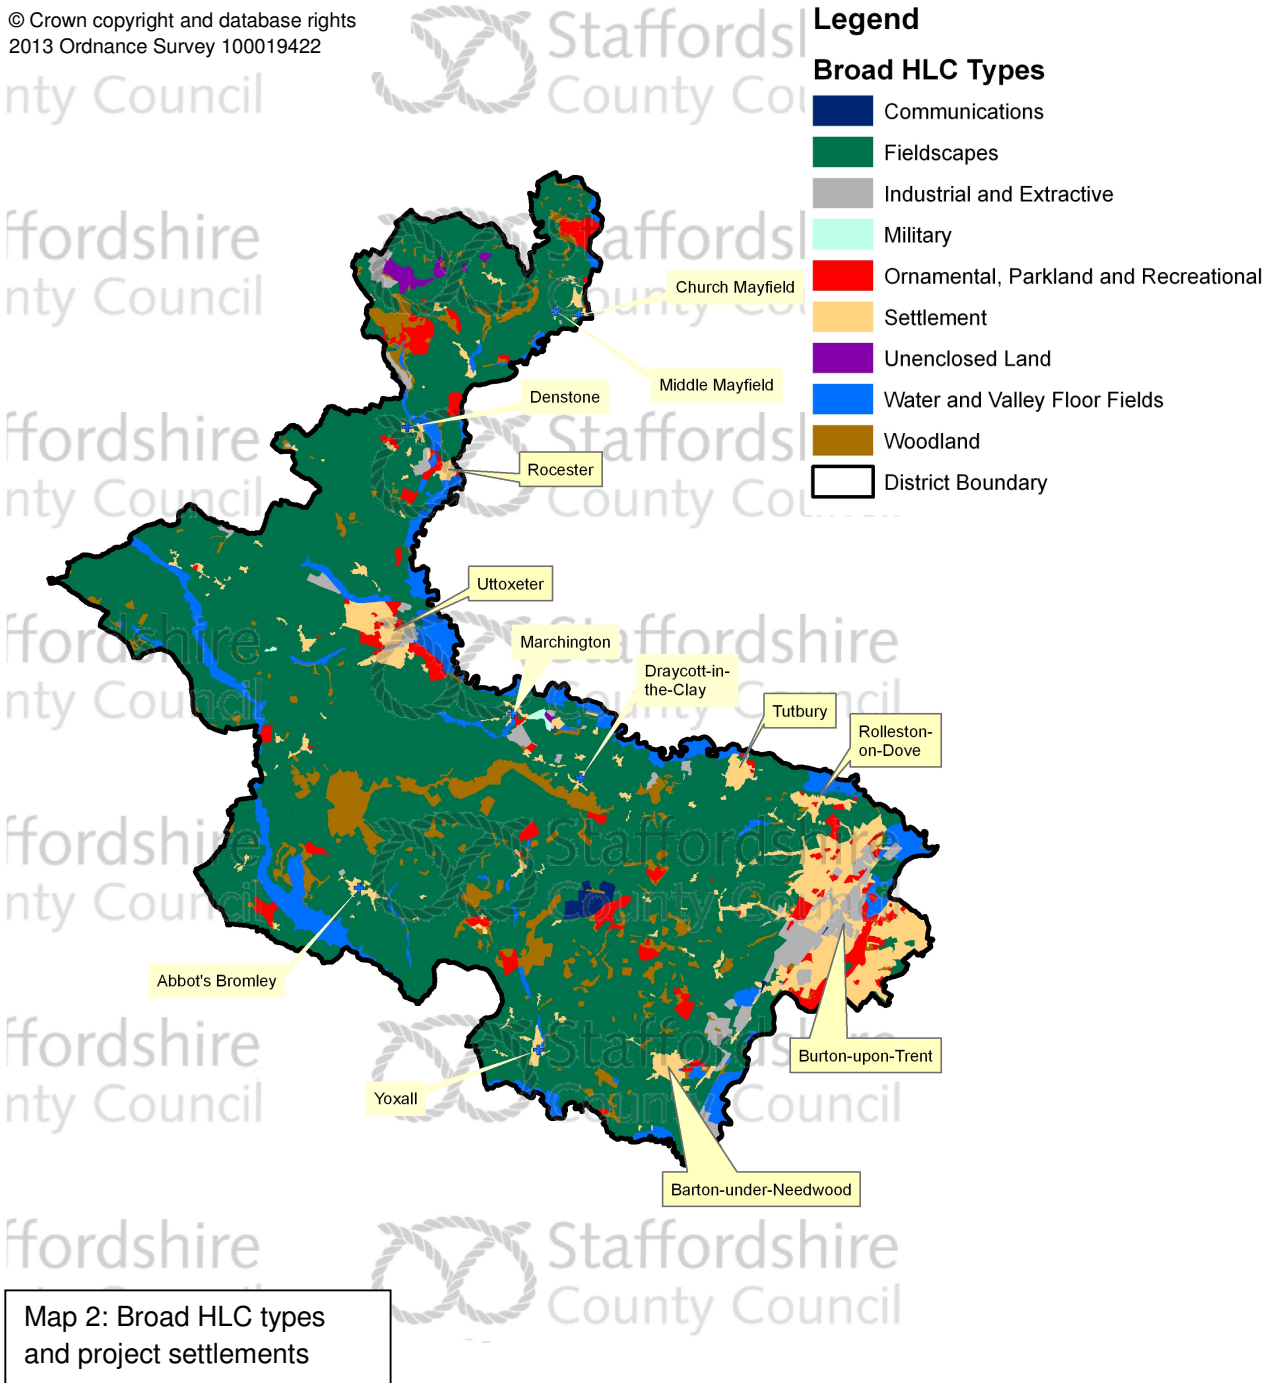 © Crown copyright and database rights
2013 Ordnance Survey 100019422
Legend
Broad HLC Types
Communications
Fieldscapes
Industrial and Extractive
Military
Ornamental, Parkland and Recreational
Settlement
Unenclosed Land
Water and Valley Floor Fields
Woodland
District Boundary
Church Mayfield
Middle Mayfield
Denstone
Rocester
Uttoxeter
Marchington
Draycott-in-
the-Clay
Tutbury
Rolleston-
on-Dove
Abbot's Bromley
Burton-upon-Trent
Yoxall
Barton-under-Needwood
Staffordshire
County Council
Map 2: Broad HLC types
and project settlements